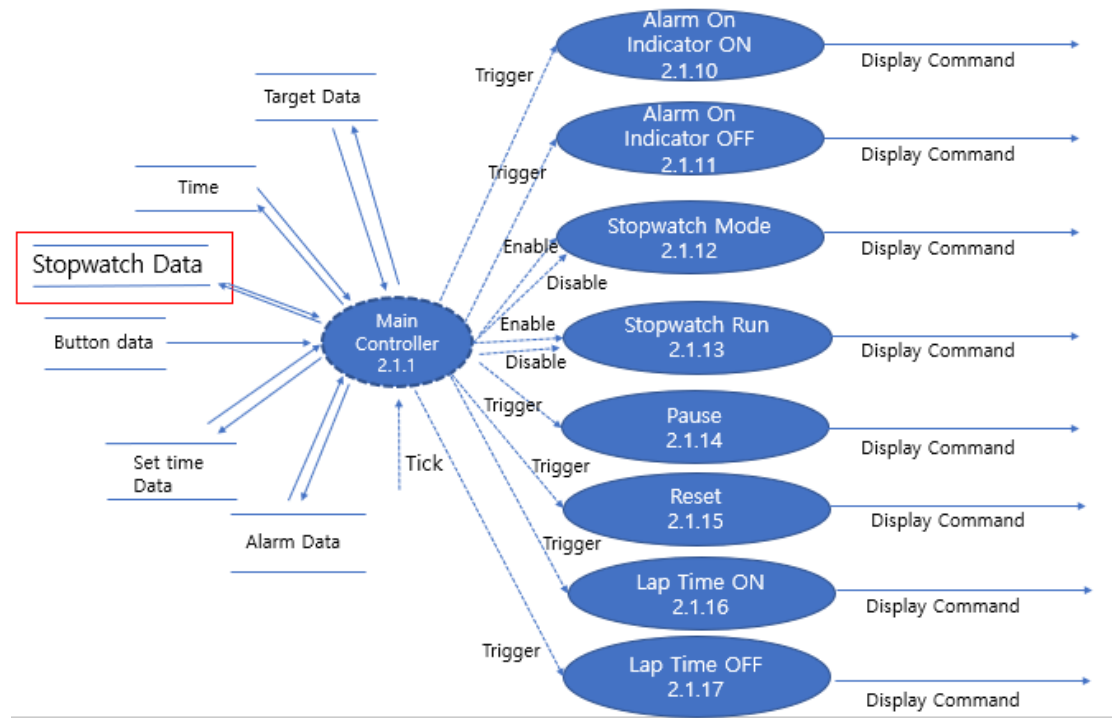 Alarm On
Indicator ON
2.1.10
Display Command
Trigger
Target Data
Alarm On
Indicator OFF
2.1.11
Display Command
Trigger
Time
Stopwatch Mode
2.1.12
Display Command
Enable
Disable
Stopwatch Data
Button data
Main
Controller
2.1.1
Enable
Disable
Stopwatch Run
2.1.13
Display Command
Trigger
Pause
2.1.14
Display Command
Set time
Data
Tick
Trigger
Reset
2.1.15
Display Command
Alarm Data
Trigger
Lap Time ON
2.1.16
Display Command
Trigger
Lap Time OFF
2.1.17
Display Command